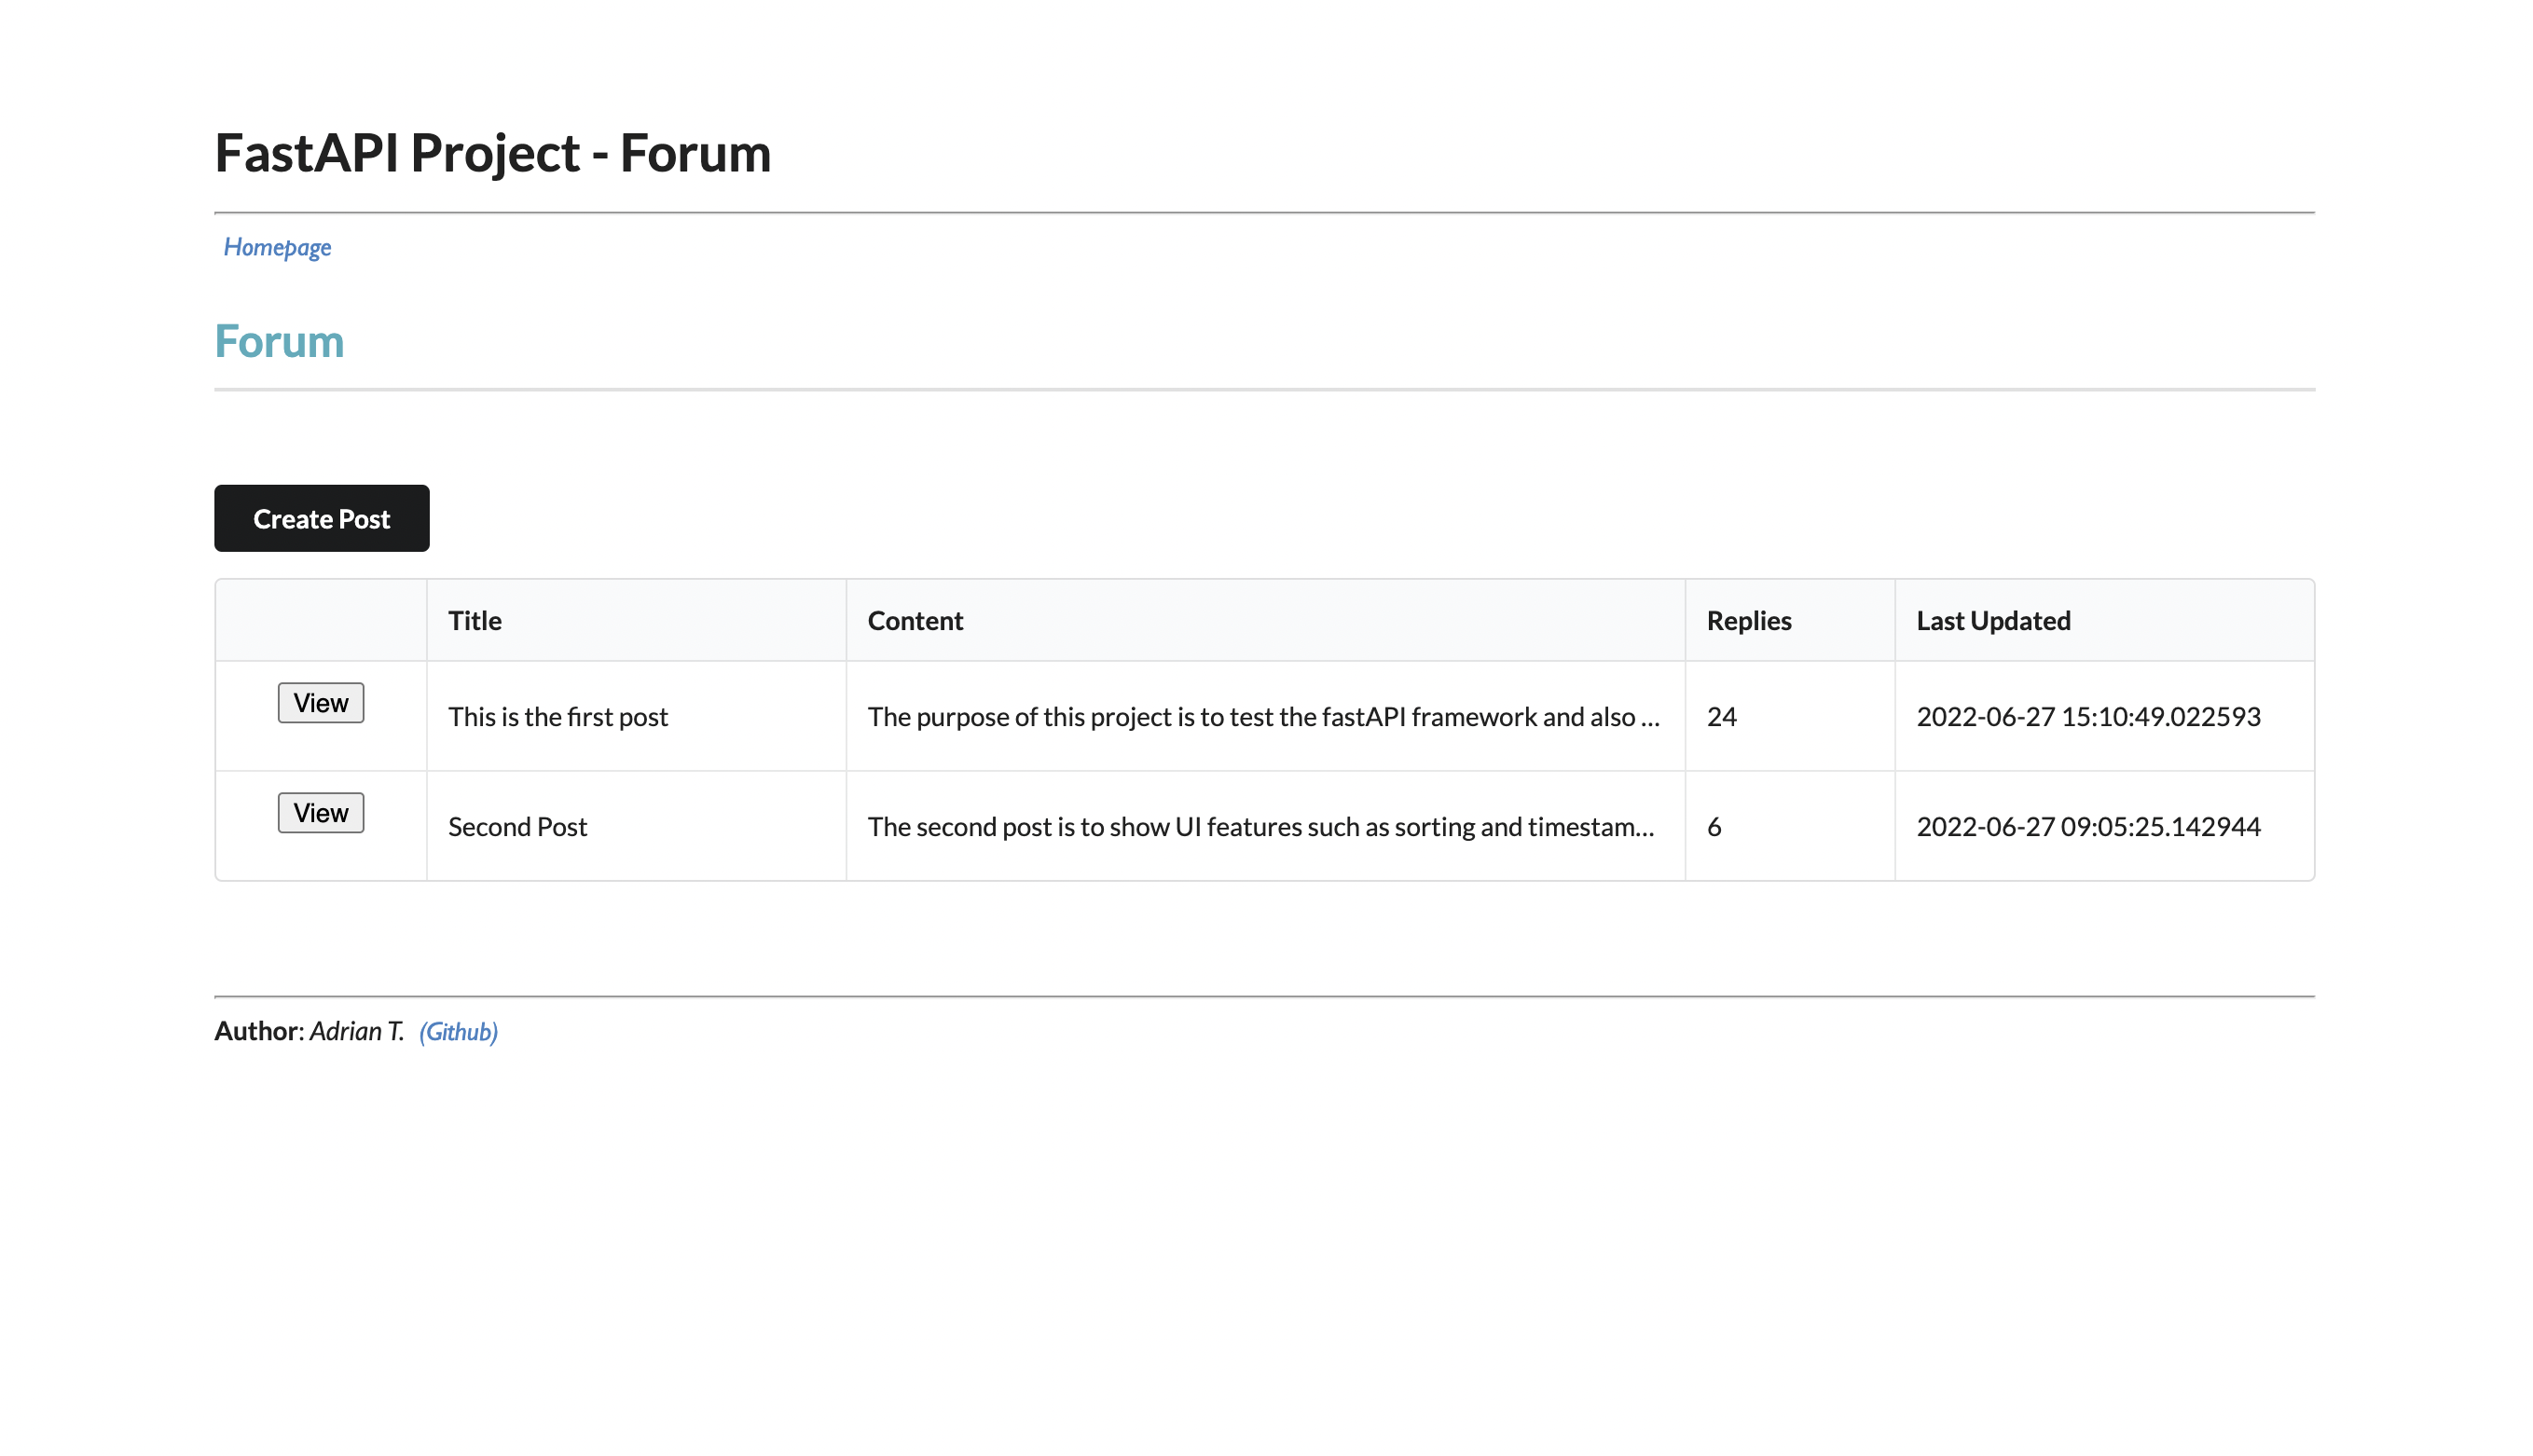 FastAPI Project - Forum
Homepage
Forum
Create Post
Title Content Replies Last Updated
View This is the first post The purpose of this project is to test the fastAPI framework and also ... 24 2022-06-27 15:10:49.022593
View Second Post The second post is to show UI features such as sorting and timestam... 6 2022-06-27 09:05:25.142944
Author: Adrian T. (Github)